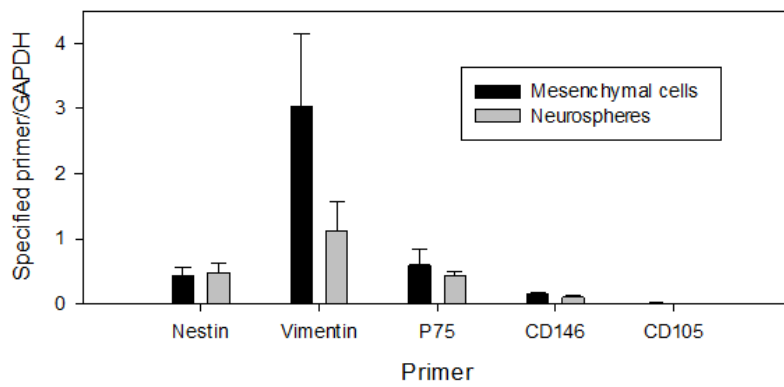 Specified primer/GAPDH
4
3
2
1
0
Mesenchymal cells
Neurospheres
Nestin Vimentin P75 CD146 CD105
Primer